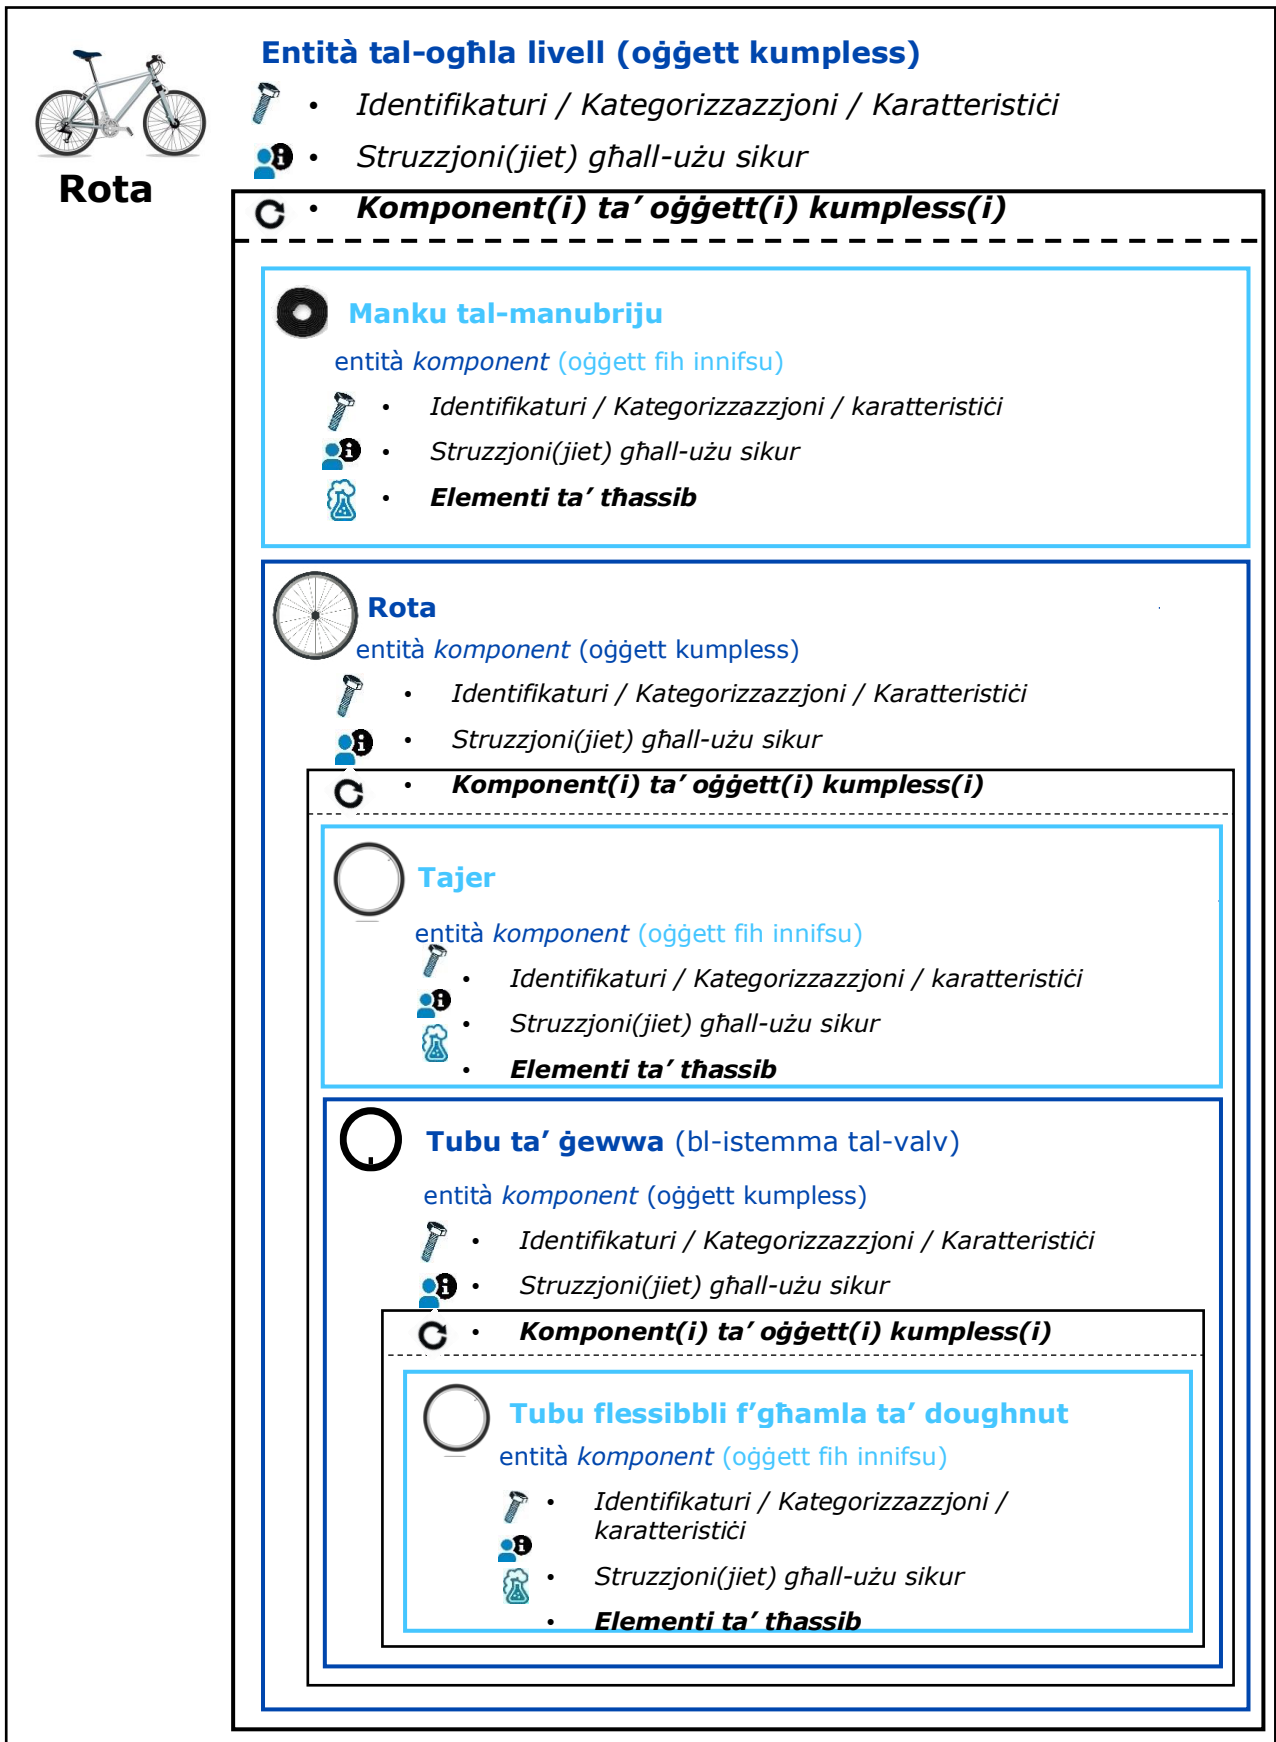 Entità tal-ogħla livell (oġġett kumpless)
• Identifikaturi / Kategorizzazzjoni / Karatteristiċi
• Struzzjoni(jiet) għall-użu sikur
Rota
• Komponent(i) ta’ oġġett(i) kumpless(i)
Manku tal-manubriju
entità komponent (oġġett fih innifsu)
• Identifikaturi / Kategorizzazzjoni / karatteristiċi
• Struzzjoni(jiet) għall-użu sikur
• Elementi ta’ tħassib
Rota
entità komponent (oġġett kumpless)
• Identifikaturi / Kategorizzazzjoni / Karatteristiċi
• Struzzjoni(jiet) għall-użu sikur
• Komponent(i) ta’ oġġett(i) kumpless(i)
Tajer
entità komponent (oġġett fih innifsu)
• Identifikaturi / Kategorizzazzjoni / karatteristiċi
• Struzzjoni(jiet) għall-użu sikur
• Elementi ta’ tħassib
Tubu ta’ ġewwa (bl-istemma tal-valv)
entità komponent (oġġett kumpless)
• Identifikaturi / Kategorizzazzjoni / Karatteristiċi
• Struzzjoni(jiet) għall-użu sikur
• Komponent(i) ta’ oġġett(i) kumpless(i)
Tubu flessibbli f’għamla ta’ doughnut
entità komponent (oġġett fih innifsu)
• Identifikaturi / Kategorizzazzjoni /
karatteristiċi
• Struzzjoni(jiet) għall-użu sikur
• Elementi ta’ tħassib